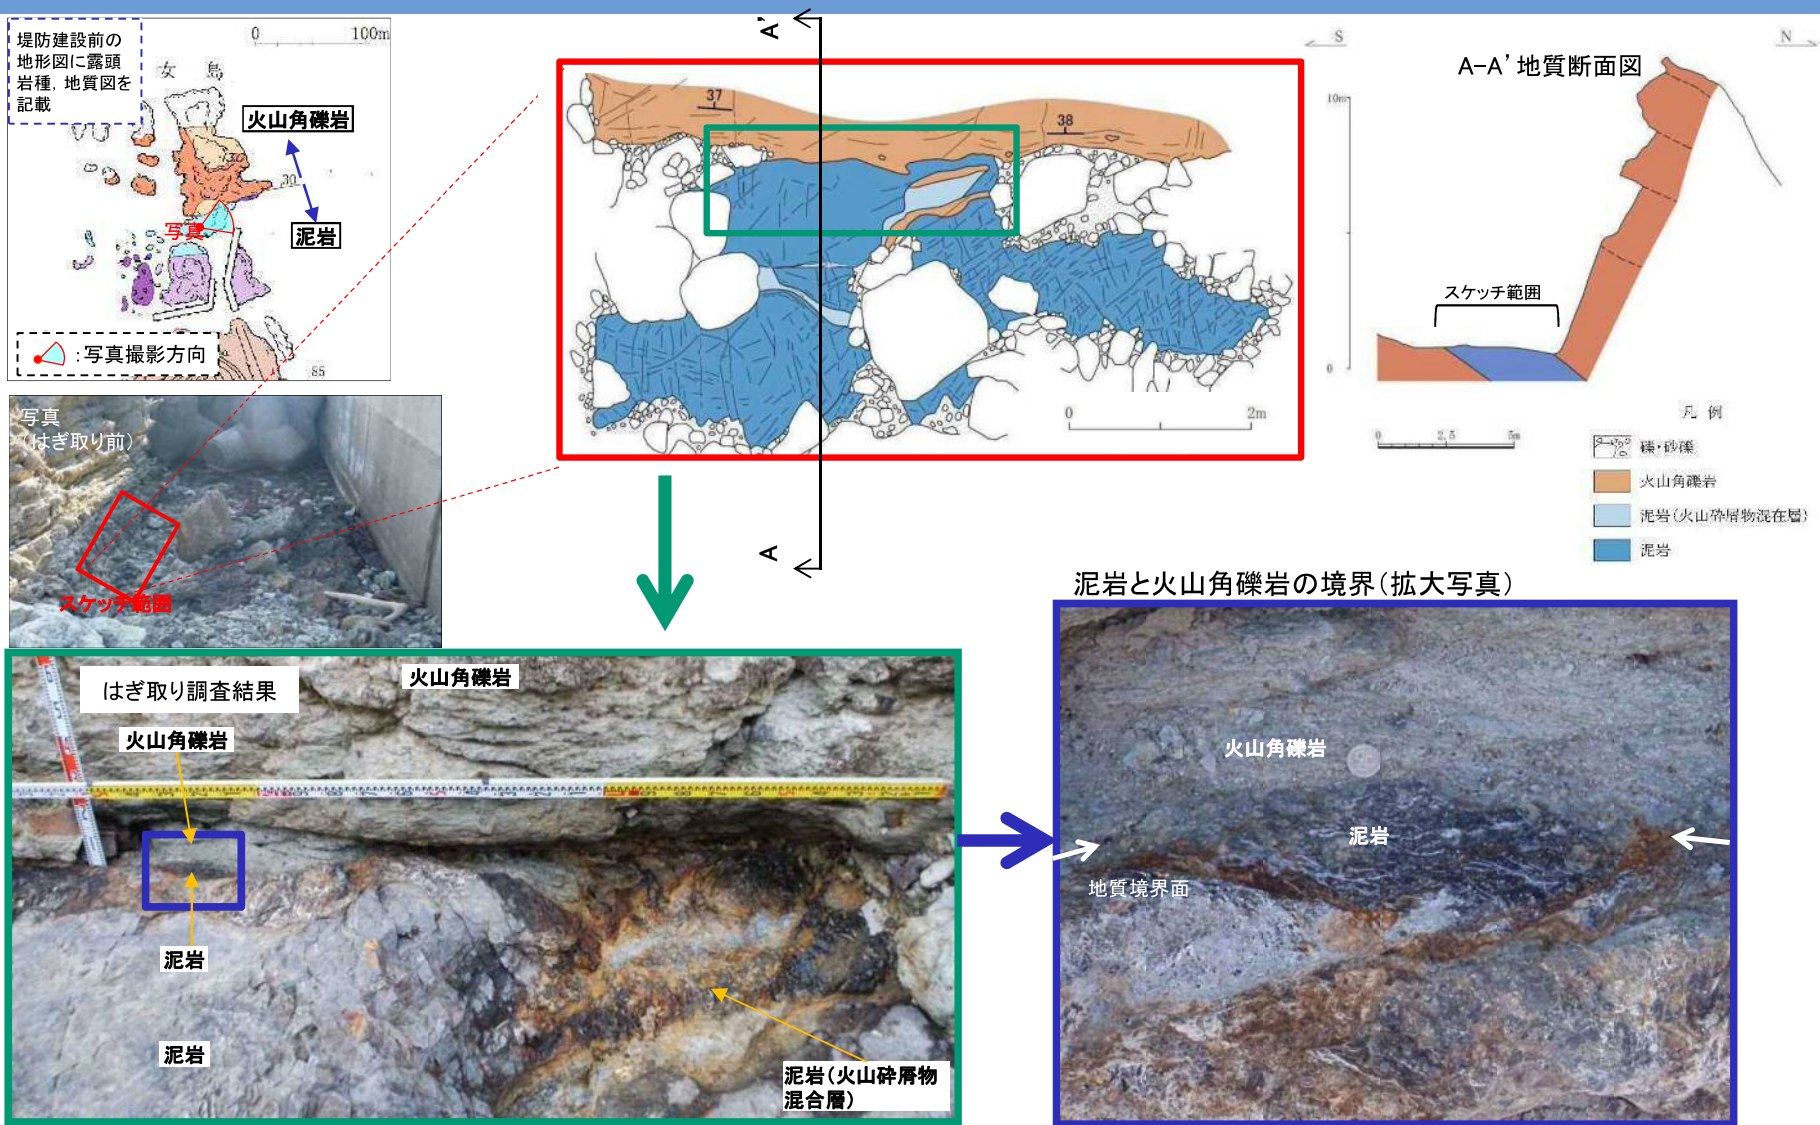 堤防建設前の
地形図に露頭
岩種，地質図を
記載
0 100m
女 島
火山角礫岩
30
写真
泥岩
:写真撮影方向
85
写真
(はぎ取り前)
スケッチ範囲
A'
37
38
0 2m
A
S N
A-A' 地質断面図
10m
スケッチ範囲
0
0 2.5 5m
凡 例
礫・砂礫
火山角礫岩
泥岩(火山砕屑物混在層)
泥岩
はぎ取り調査結果
火山角礫岩
火山角礫岩
泥岩
泥岩
泥岩(火山砕屑物
混合層)
泥岩と火山角礫岩の境界(拡大写真)
火山角礫岩
泥岩
地質境界面